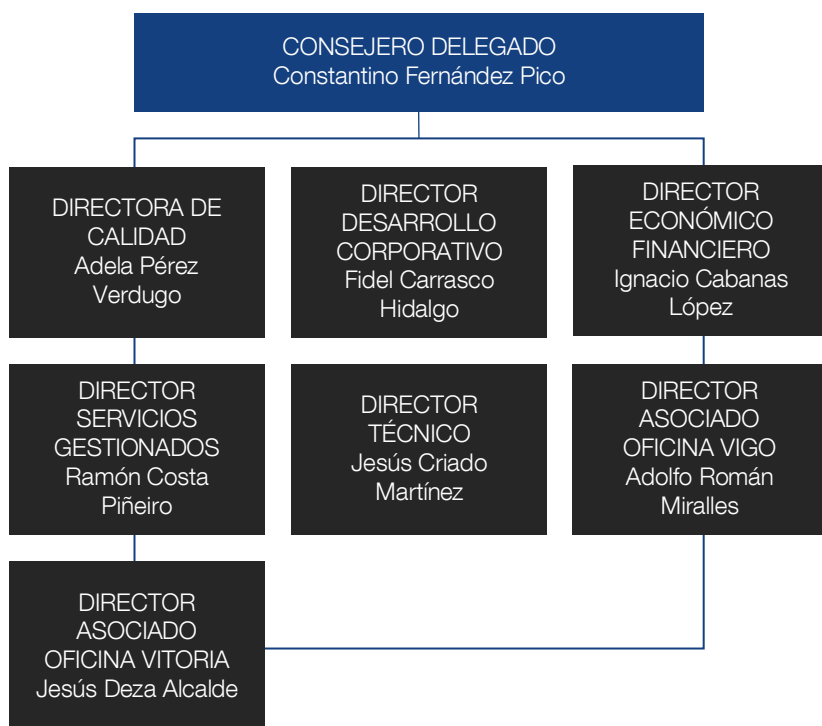 CONSEJERO DELEGADO
Constantino Fernández Pico
DIRECTORA DE
CALIDAD
Adela Pérez
Verdugo
DIRECTOR
DESARROLLO
CORPORATIVO
Fidel Carrasco
Hidalgo
DIRECTOR
ECONÓMICO
FINANCIERO
Ignacio Cabanas
López
DIRECTOR
SERVICIOS
GESTIONADOS
Ramón Costa
Piñeiro
DIRECTOR
TÉCNICO
Jesús Criado
Martínez
DIRECTOR
ASOCIADO
OFICINA VIGO
Adolfo Román
Miralles
DIRECTOR
ASOCIADO
OFICINA VITORIA
Jesús Deza Alcalde